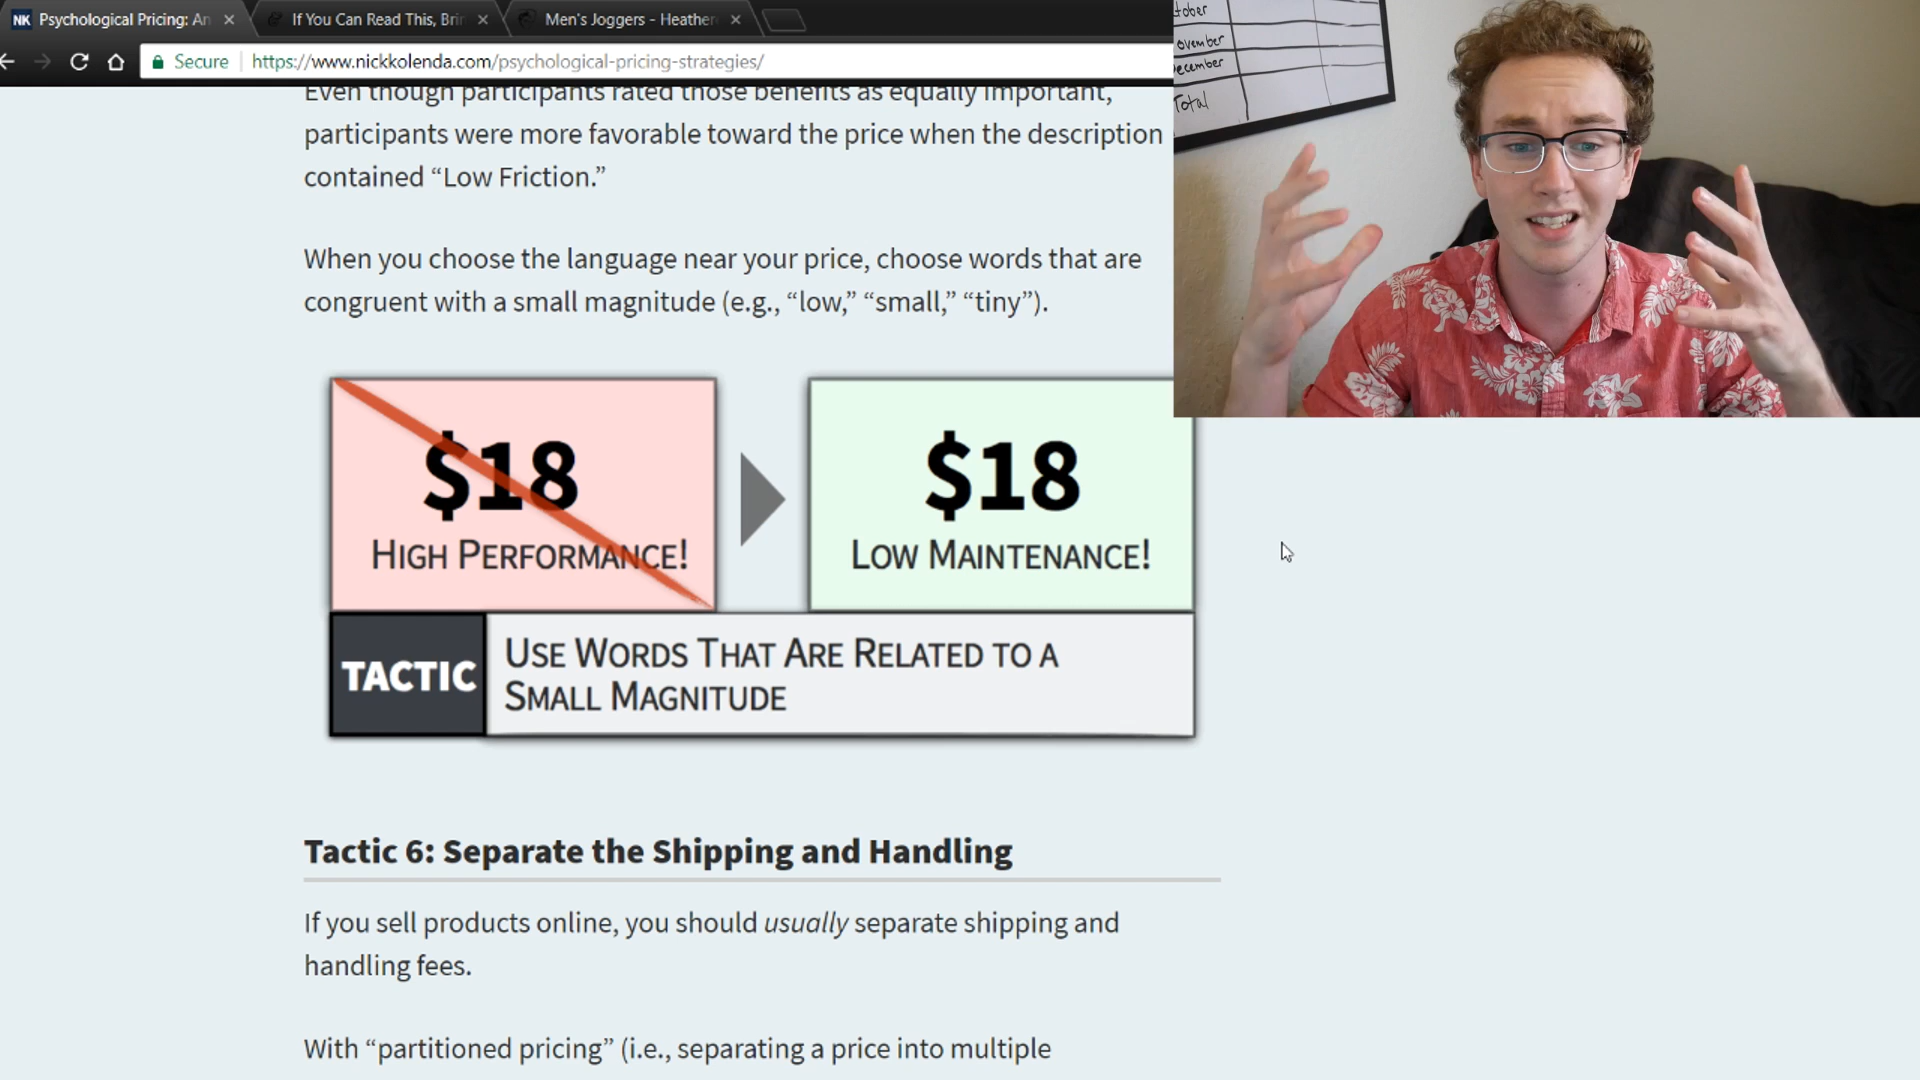 NK Psychological Pricing: An
If You Can Read This, Brin
Men's Joggers - Heather
Secure https://www.nickkolenda.com/psychological-pricing-strategies/
tober
ovember
ecember
Total
Even though participants rated those benefits as equally important,
participants were more favorable toward the price when the description
contained “Low Friction.”
When you choose the language near your price, choose words that are
congruent with a small magnitude (e.g., “low,” “small,” “tiny”).
$18
HIGH PERFORMANCE!
$18
LOW MAINTENANCE!
TACTIC
USE WORDS THAT ARE RELATED TO A
SMALL MAGNITUDE
Tactic 6: Separate the Shipping and Handling
If you sell products online, you should usually separate shipping and
handling fees.
With “partitioned pricing” (i.e., separating a price into multiple